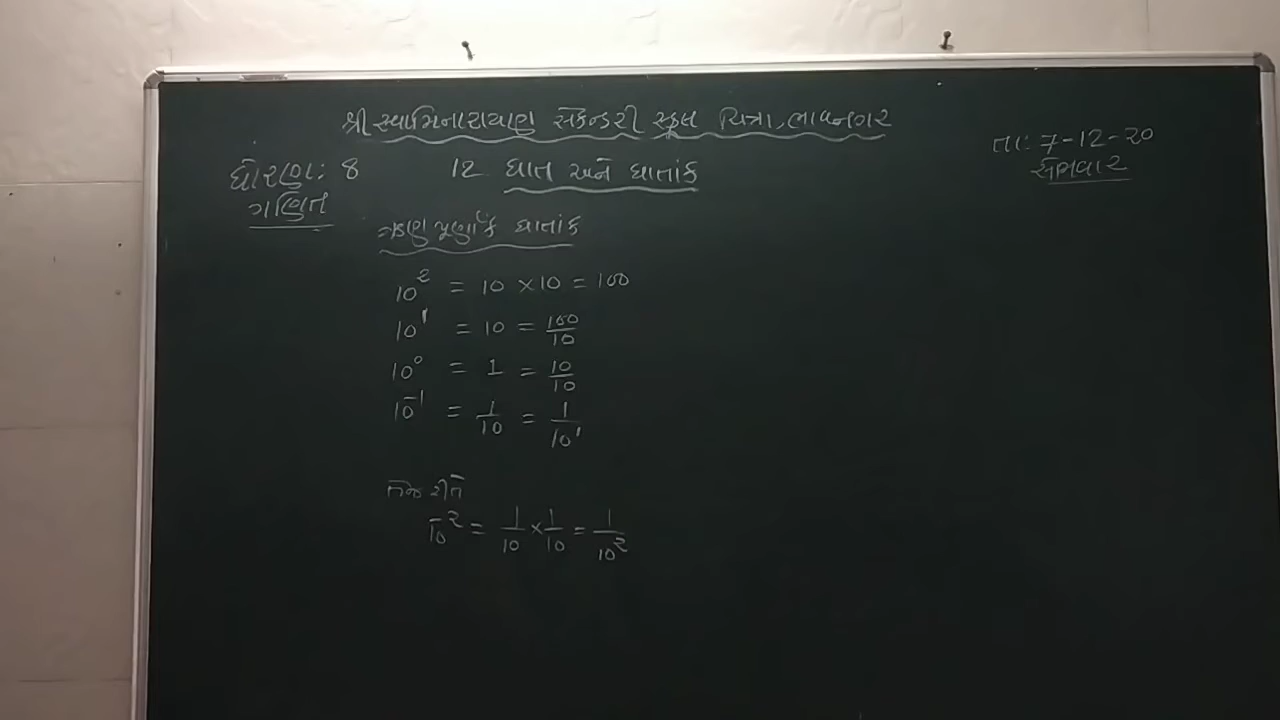 શ્રી સ્વામિનારાયણ સેકન્ડરી સ્કૂલ ચિત્રા, ભાવનગર
તા: 7-12-20
સોમવાર
ધોરણ: 8
ગણિત
12 ઘાત અને ઘાતાંક
ઋણ પૂર્ણાંક ઘાતાંક
10² = 10 × 10 = 100
10¹ = 10 = 100/10
10⁰ = 1 = 10/10
10⁻¹ = 1/10 = 1/10¹
તેજ રીતે
10⁻² = 1/10 × 1/10 = 1/10²